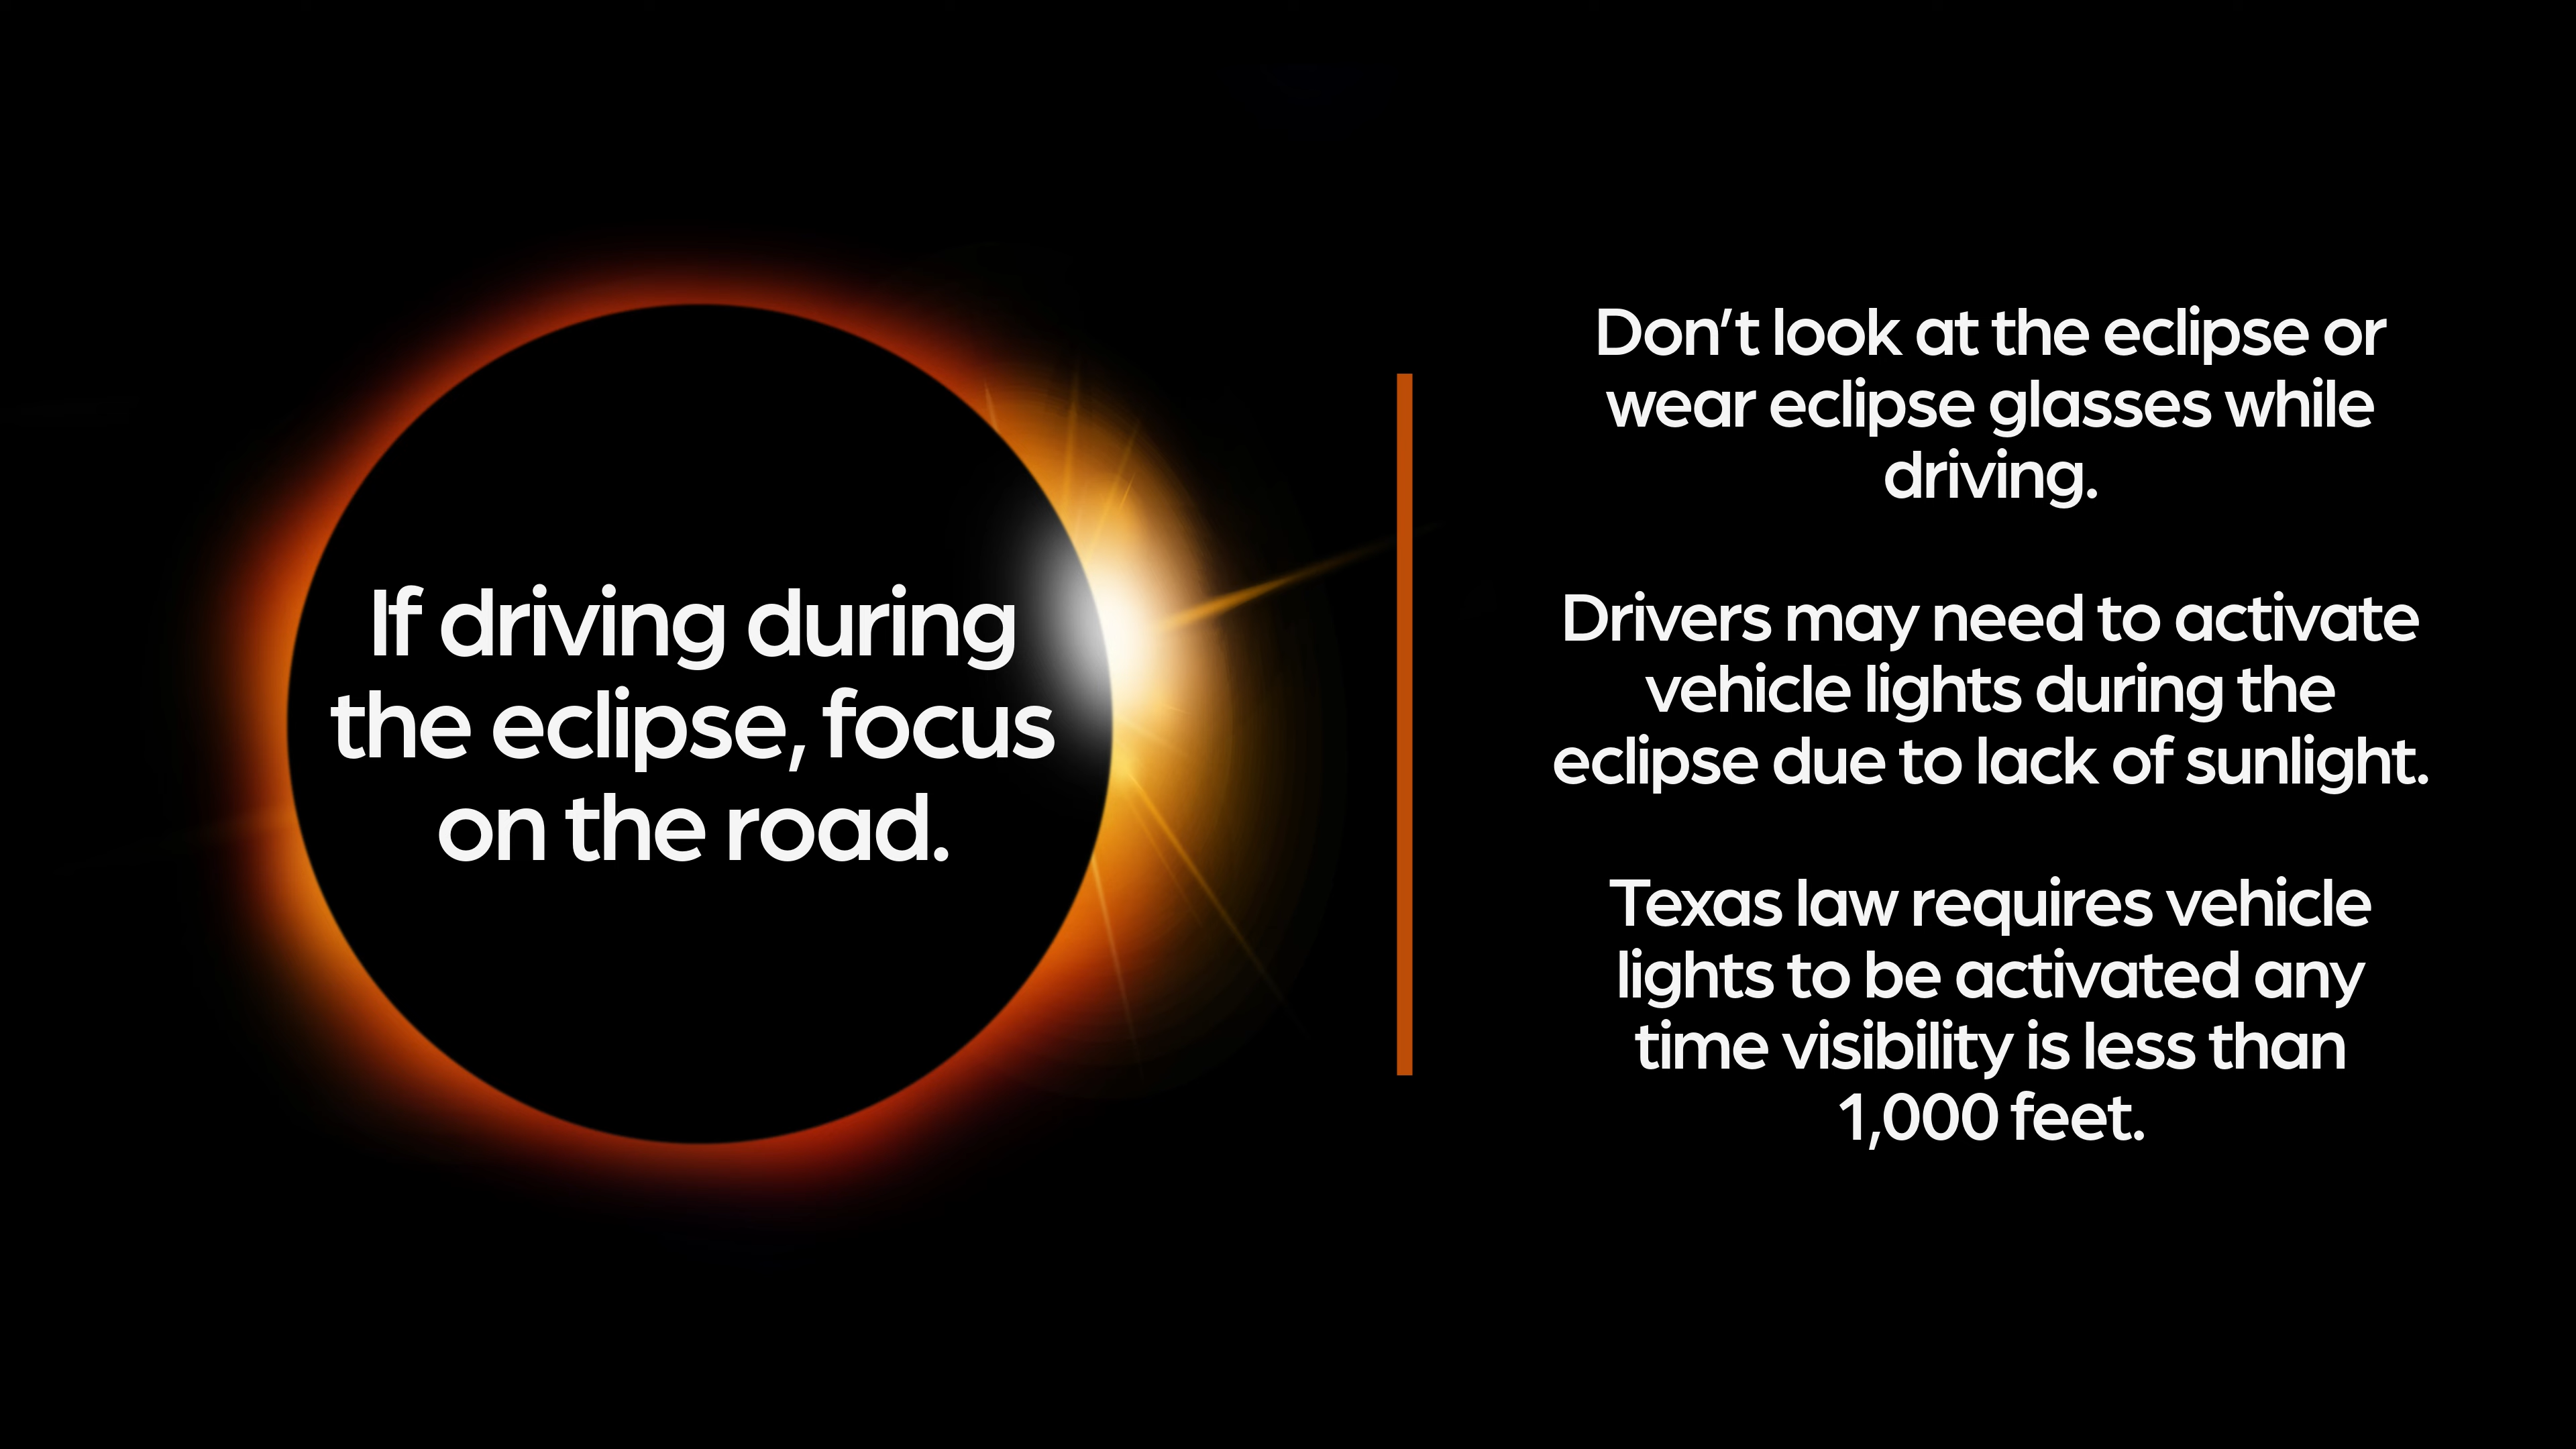 If driving during
the eclipse, focus
on the road.
Don’t look at the eclipse or
wear eclipse glasses while
driving.
Drivers may need to activate
vehicle lights during the
eclipse due to lack of sunlight.
Texas law requires vehicle
lights to be activated any
time visibility is less than
1,000 feet.